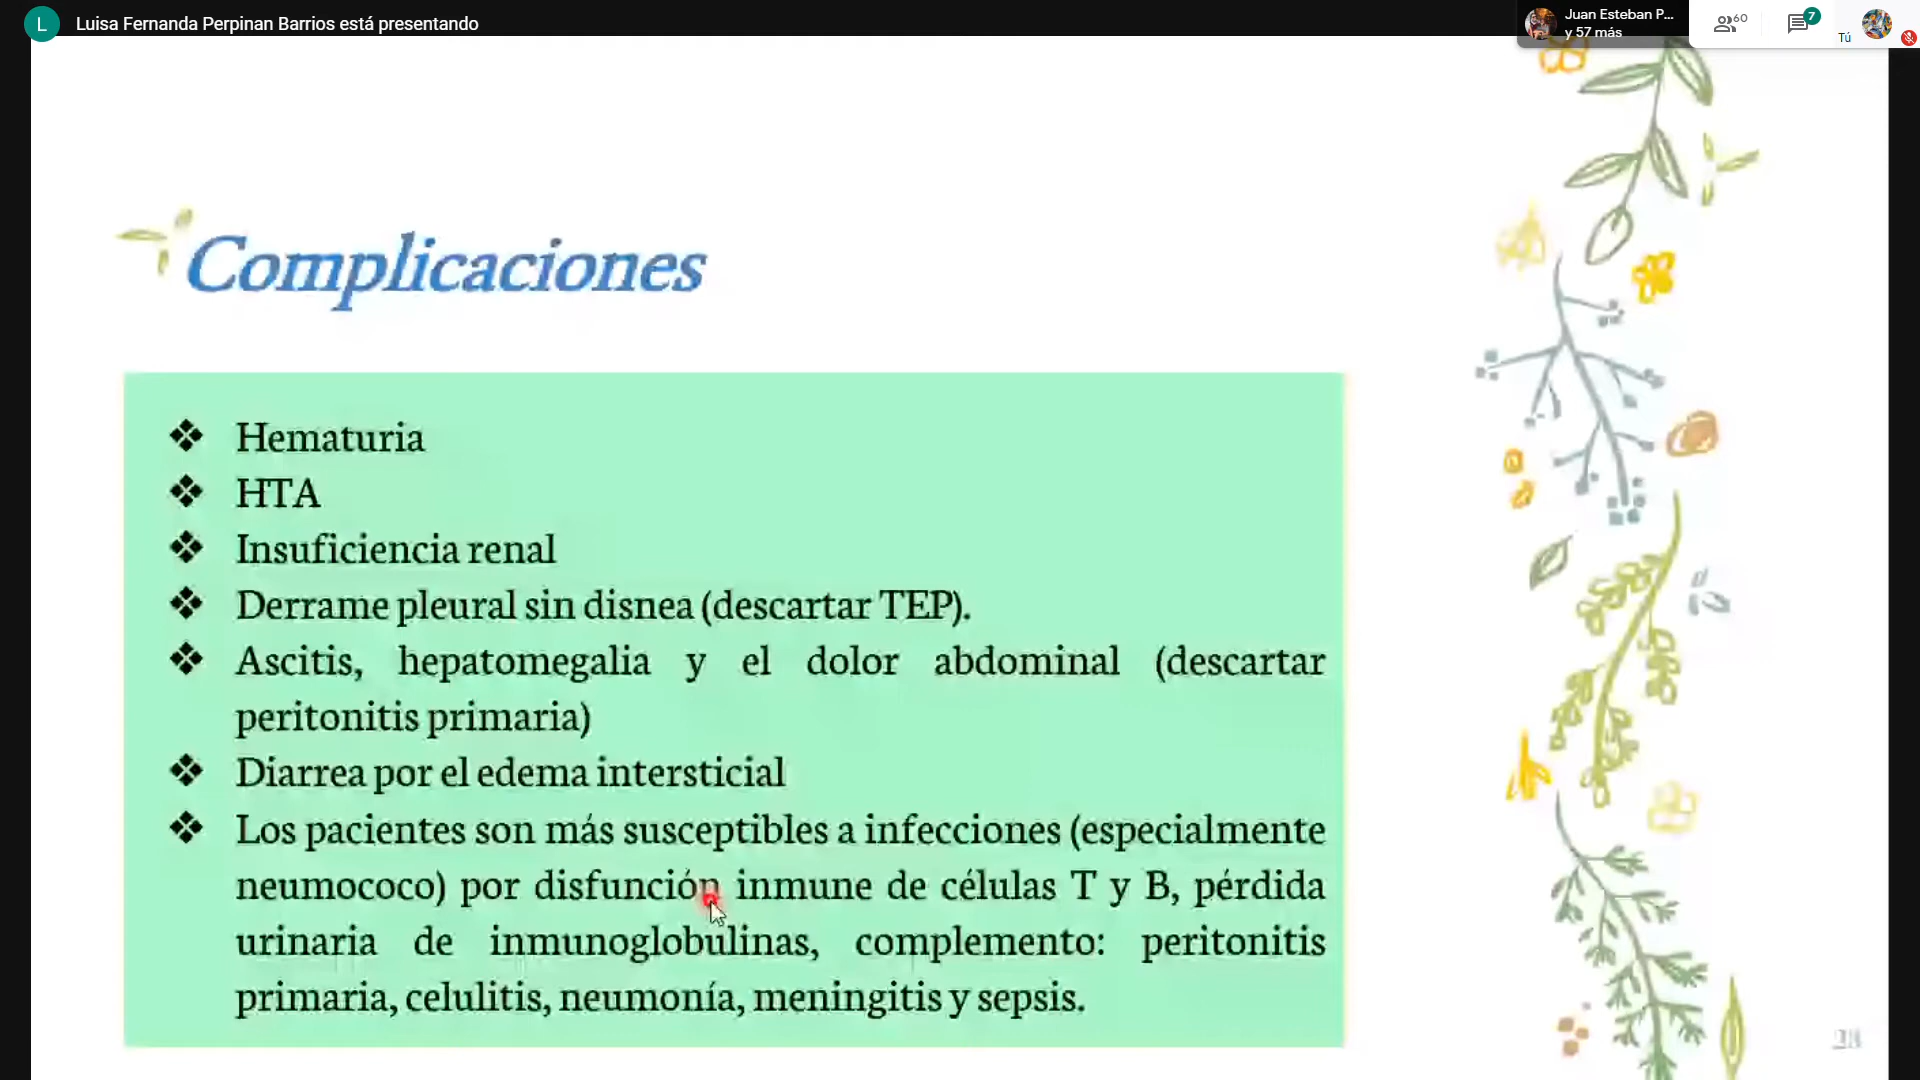 L
Luisa Fernanda Perpinan Barrios está presentando
Juan Esteban P...
y 57 más
60
7
Tú
Complicaciones
❖ Hematuria
❖ HTA
❖ Insuficiencia renal
❖ Derrame pleural sin disnea (descartar TEP).
❖ Ascitis, hepatomegalia y el dolor abdominal (descartar
peritonitis primaria)
❖ Diarrea por el edema intersticial
❖ Los pacientes son más susceptibles a infecciones (especialmente
neumococo) por disfunción inmune de células T y B, pérdida
urinaria de inmunoglobulinas, complemento: peritonitis
primaria, celulitis, neumonía, meningitis y sepsis.